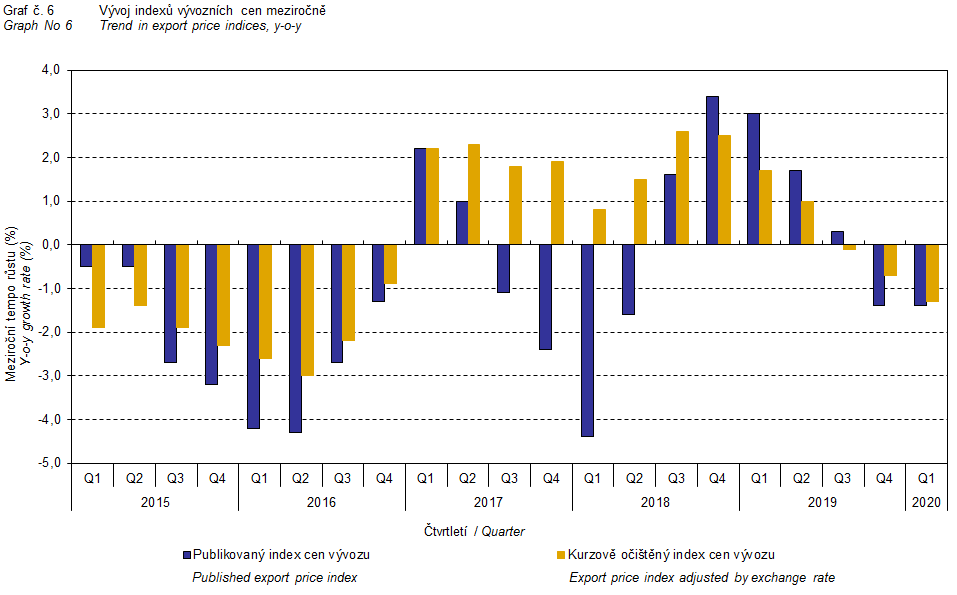 Graf č. 6 Vývoj indexů vývozních cen meziročně
Graph No 6 Trend in export price indices, y-o-y
4,0
3,0
2,0
1,0
0,0
-1,0
-2,0
-3,0
-4,0
-5,0
Meziroční tempo růstu (%)
Y-o-y growth rate (%)
Q1 Q2 Q3 Q4 Q1 Q2 Q3 Q4 Q1 Q2 Q3 Q4 Q1 Q2 Q3 Q4 Q1 Q2 Q3 Q4 Q1
2015 2016 2017 2018 2019 2020
Čtvrtletí / Quarter
Publikovaný index cen vývozu Kurzově očištěný index cen vývozu
Published export price index Export price index adjusted by exchange rate